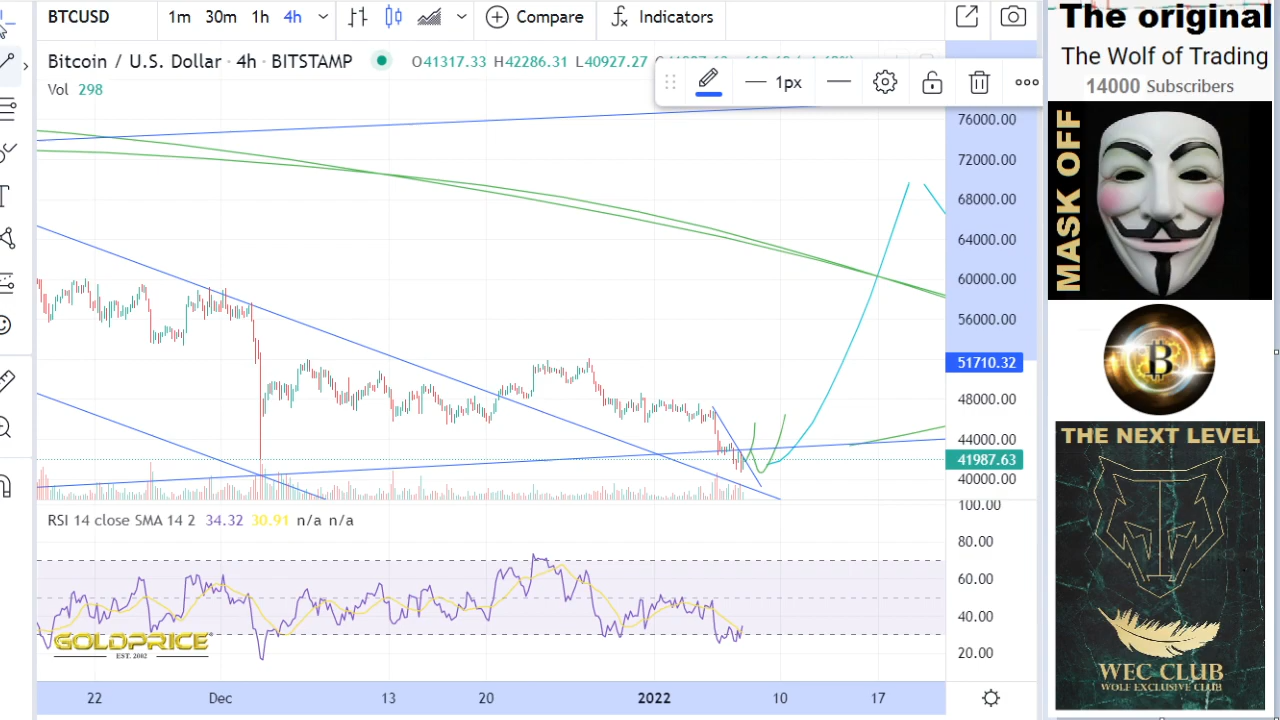 BTCUSD 1m 30m 1h 4h Compare Indicators
Bitcoin / U.S. Dollar 4h BITSTAMP O41317.33 H42286.31 L40927.27
1px
Vol 298
76000.00
72000.00
68000.00
64000.00
60000.00
56000.00
51710.32
48000.00
44000.00
41987.63
40000.00
RSI 14 close SMA 14 2 34.32 30.91 n/a n/a
100.00
80.00
60.00
40.00
20.00
GOLDPRICE
EST. 2002
22 Dec 13 20 2022 10 17
The original
The Wolf of Trading
14000 Subscribers
MASK OFF
THE NEXT LEVEL
WEC CLUB
WOLF EXCLUSIVE CLUB